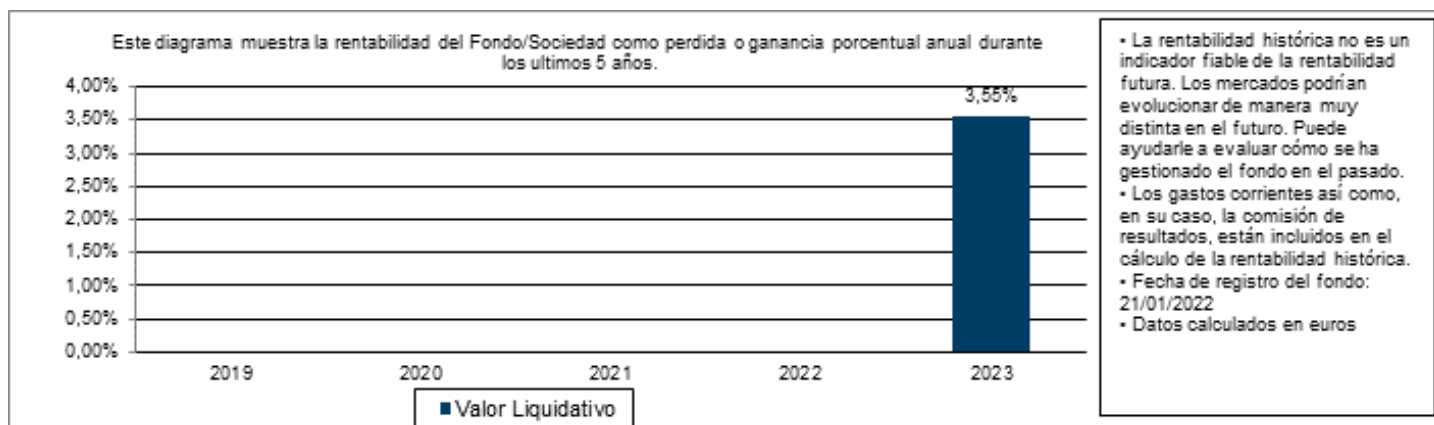 Este diagrama muestra la rentabilidad del Fondo/Sociedad como perdida o ganancia porcentual anual durante
los ultimos 5 años.
4,00%
3,50%
3,00%
2,50%
2,00%
1,50%
1,00%
0,50%
0,00%
3,55%
2019 2020 2021 2022 2023
Valor Liquidativo
▪ La rentabilidad histórica no es un
indicador fiable de la rentabilidad
futura. Los mercados podrían
evolucionar de manera muy
distinta en el futuro. Puede
ayudarle a evaluar cómo se ha
gestionado el fondo en el pasado.
▪ Los gastos corrientes así como,
en su caso, la comisión de
resultados, están incluidos en el
cálculo de la rentabilidad histórica.
▪ Fecha de registro del fondo:
21/01/2022
▪ Datos calculados en euros